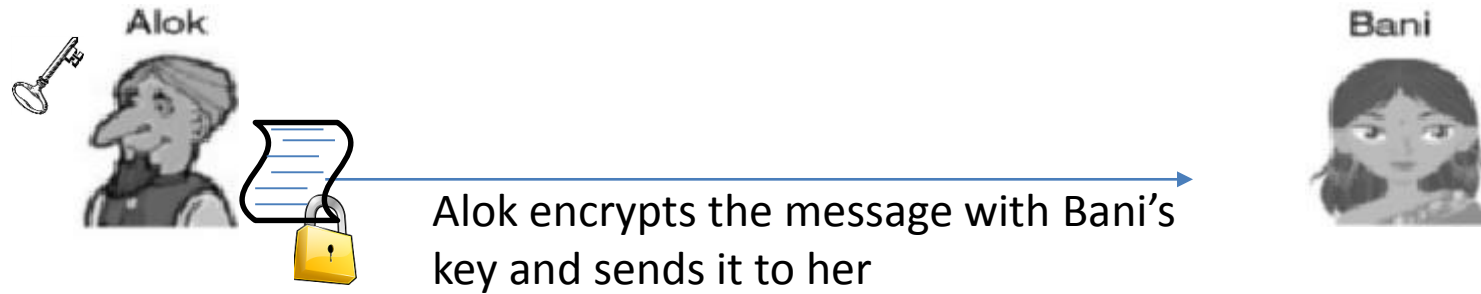 Alok
Bani
Alok encrypts the message with Bani’s
key and sends it to her